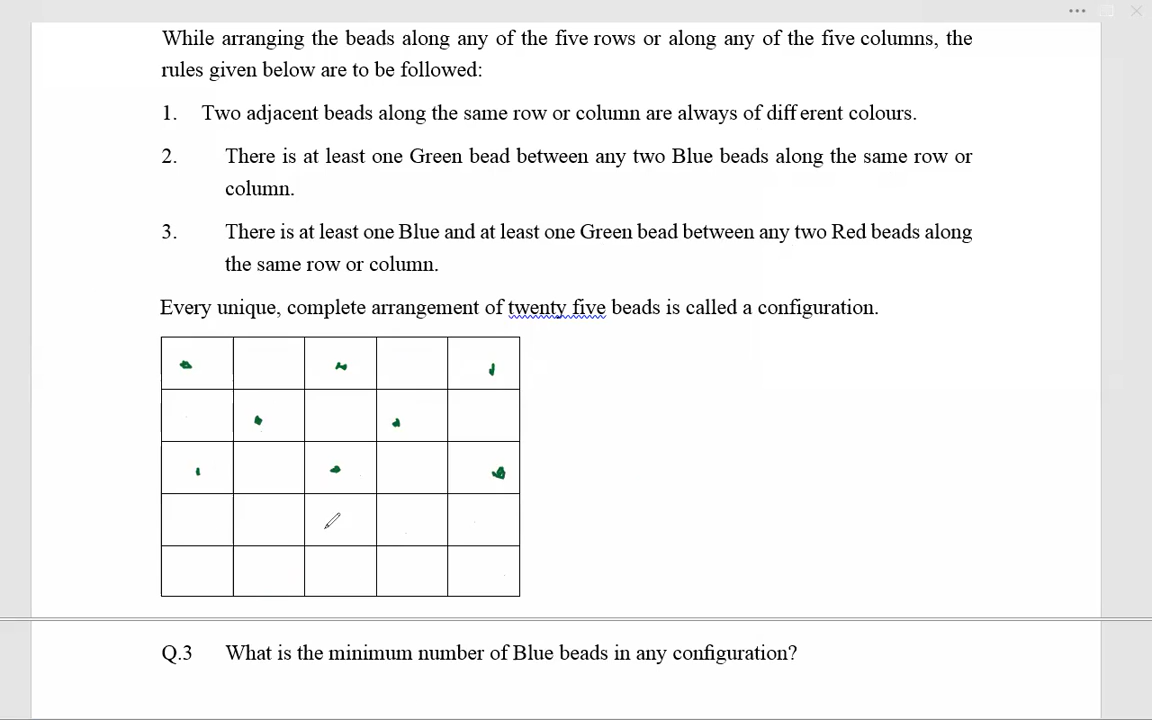 While arranging the beads along any of the five rows or along any of the five columns, the
rules given below are to be followed:
1. Two adjacent beads along the same row or column are always of different colours.
2. There is at least one Green bead between any two Blue beads along the same row or
column.
3. There is at least one Blue and at least one Green bead between any two Red beads along
the same row or column.
Every unique, complete arrangement of twenty five beads is called a configuration.
Q.3 What is the minimum number of Blue beads in any configuration?